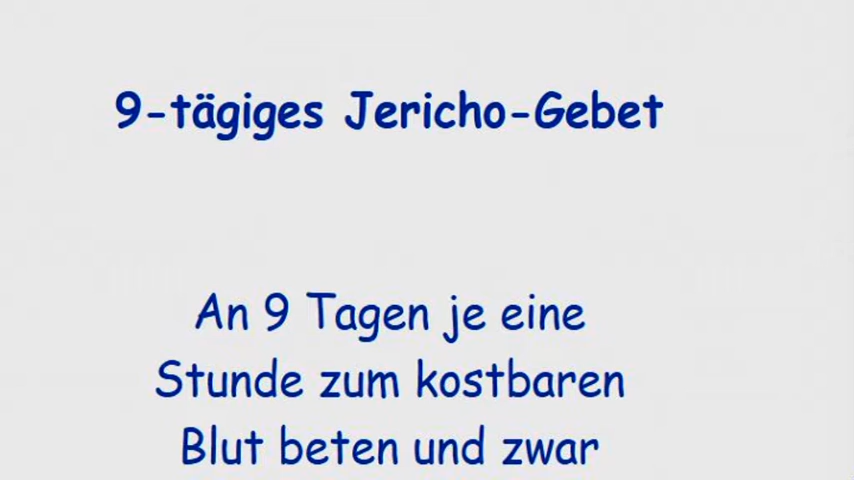 9-tägiges Jericho-Gebet
An 9 Tagen je eine
Stunde zum kostbaren
Blut beten und zwar